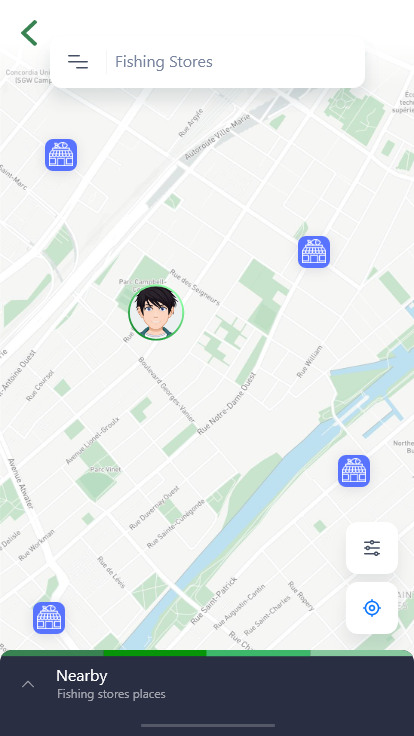 Fishing Stores
Concordia Uni
(SGW Camp
Rue Argyle
Autoroute Ville-Marie
Saint-Marc
Parc Campbell-
Rue des Seigneurs
Rue
Antoine Ouest
Rue Coursol
Boulevard Georges-Vanier
Rue William
Rue Notre-Dame Ouest
Avenue Lionel-Groulx
Parc Vinet
Avenue Atwater
Northe
Bu
Rue Duvernay Ouest
Rue Sainte-Cunégonde
Rue Workman
Delisle
Rue de Lévis
Rue Saint-Patrick
Rue Augustin-Cantin
Rue Saint-Charles
Rue Ropery
Rue Ch
Nearby
Fishing stores places